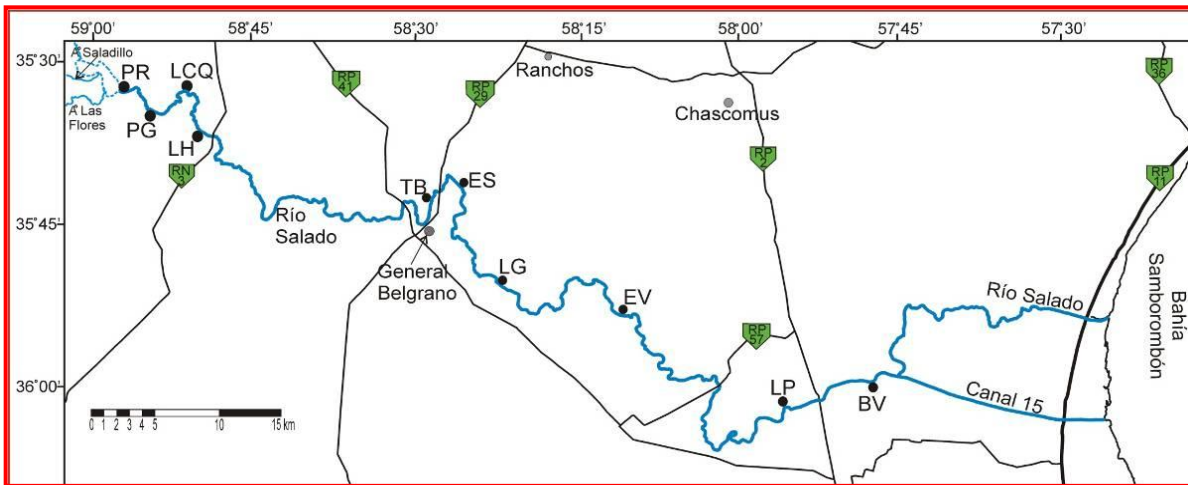 59°00' 58°45' 58°30' 58°15' 58°00' 57°45' 57°30'
35°30'
35°45'
36°00'
A Saladillo
A Las
Flores
PR
PG
LCQ
LH
RN
3
RP
41
RP
29
Ranchos
Chascomus
RP
2
RP
36
RP
11
Río
Salado
TB
ES
General
Belgrano
LG
EV
RP
57
LP
BV
Río Salado
Canal 15
Bahía
Samborombón
0 1 2 3 4 5 10 15 km